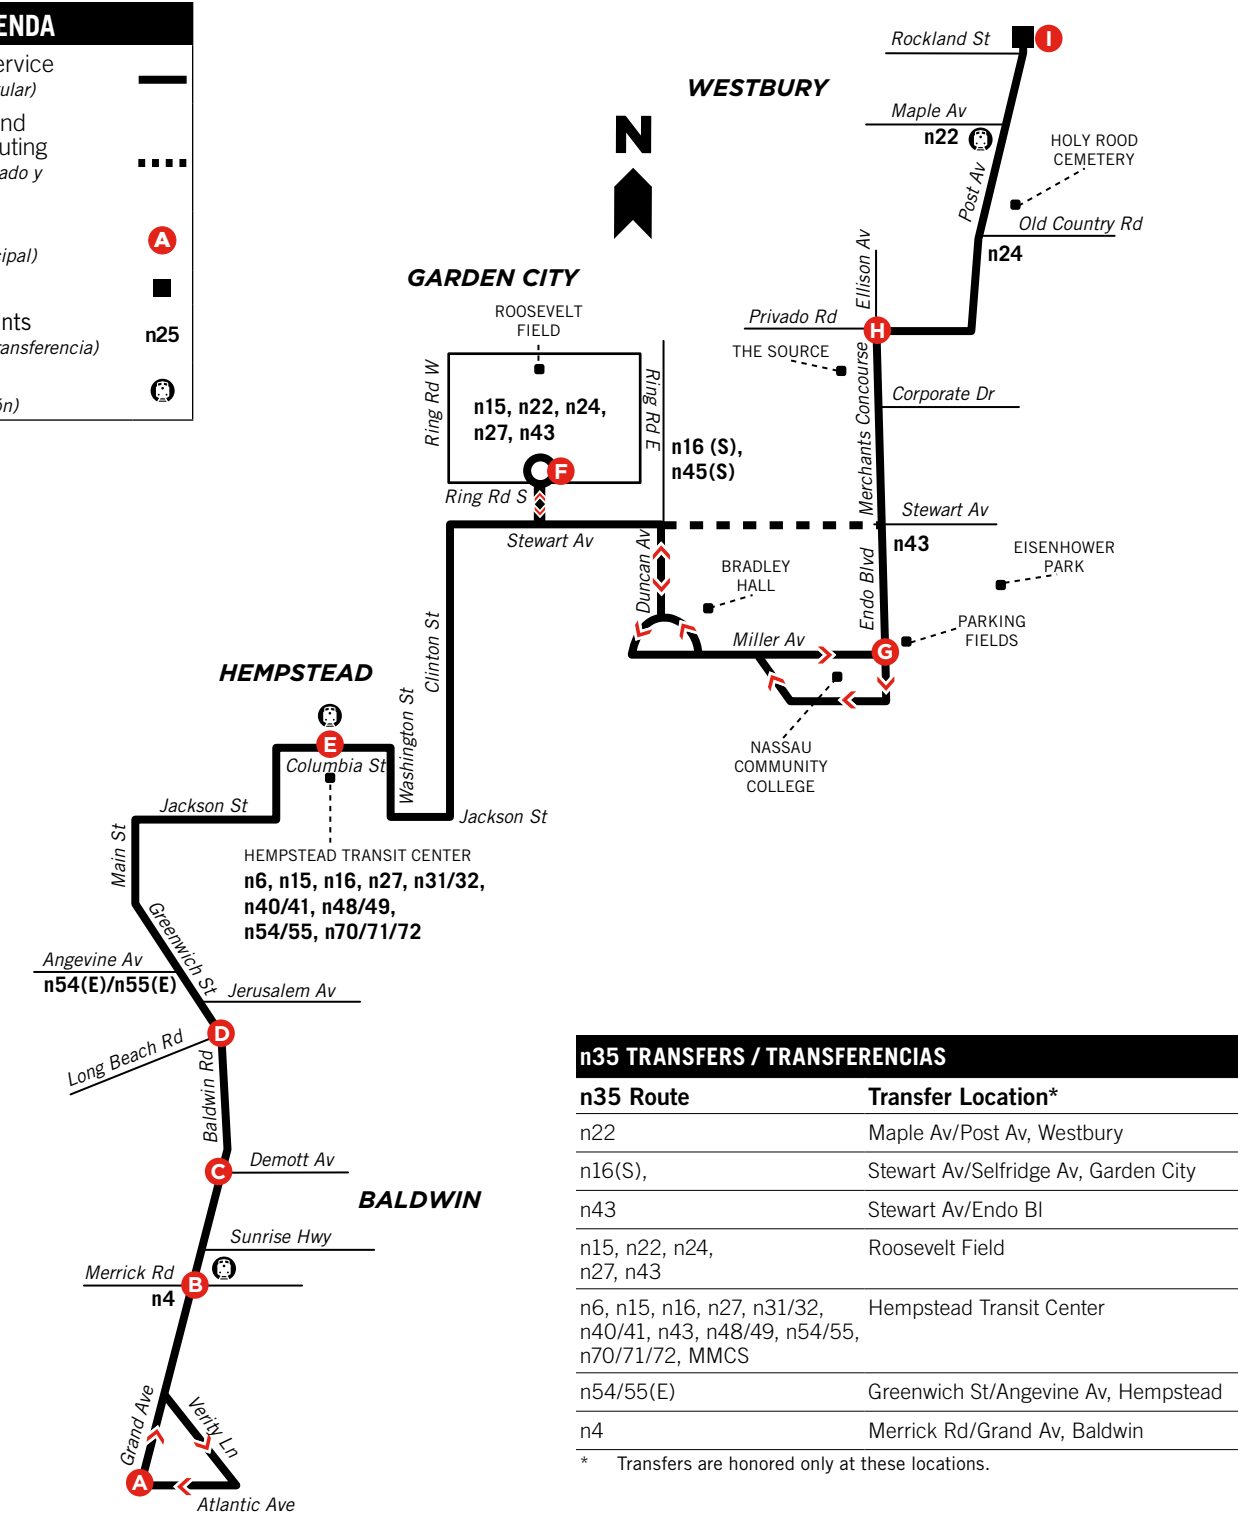 ENDA
ervice
ular)
nd
uting
ado y
A
cipal)
nts
n25
ransferencia)
ón)
Rockland St
I
WESTBURY
Maple Av
n22
HOLY ROOD
CEMETERY
Post Av
Old Country Rd
n24
N
Ellison Av
GARDEN CITY
ROOSEVELT
FIELD
Privado Rd
H
THE SOURCE
Merchants Concourse
Corporate Dr
Ring Rd W
Ring Rd E
n15, n22, n24,
n27, n43
n16 (S),
n45(S)
F
Ring Rd S
Stewart Av
Stewart Av
n43
EISENHOWER
PARK
Duncan Av
BRADLEY
HALL
Endo Blvd
PARKING
FIELDS
Miller Av
G
Clinton St
HEMPSTEAD
E
Columbia St
Washington St
NASSAU
COMMUNITY
COLLEGE
Jackson St
Jackson St
Main St
HEMPSTEAD TRANSIT CENTER
n6, n15, n16, n27, n31/32,
n40/41, n48/49,
n54/55, n70/71/72
Greenwich St
Angevine Av
n54(E)/n55(E)
Jerusalem Av
D
Long Beach Rd
Baldwin Rd
C
Demott Av
BALDWIN
Sunrise Hwy
Merrick Rd
B
n4
Grand Ave
Verity Ln
A
Atlantic Ave
n35 TRANSFERS / TRANSFERENCIAS
n35 Route Transfer Location*
n22 Maple Av/Post Av, Westbury
n16(S), Stewart Av/Selfridge Av, Garden City
n43 Stewart Av/Endo Bl
n15, n22, n24, Roosevelt Field
n27, n43
n6, n15, n16, n27, n31/32, Hempstead Transit Center
n40/41, n43, n48/49, n54/55,
n70/71/72, MMCS
n54/55(E) Greenwich St/Angevine Av, Hempstead
n4 Merrick Rd/Grand Av, Baldwin
* Transfers are honored only at these locations.